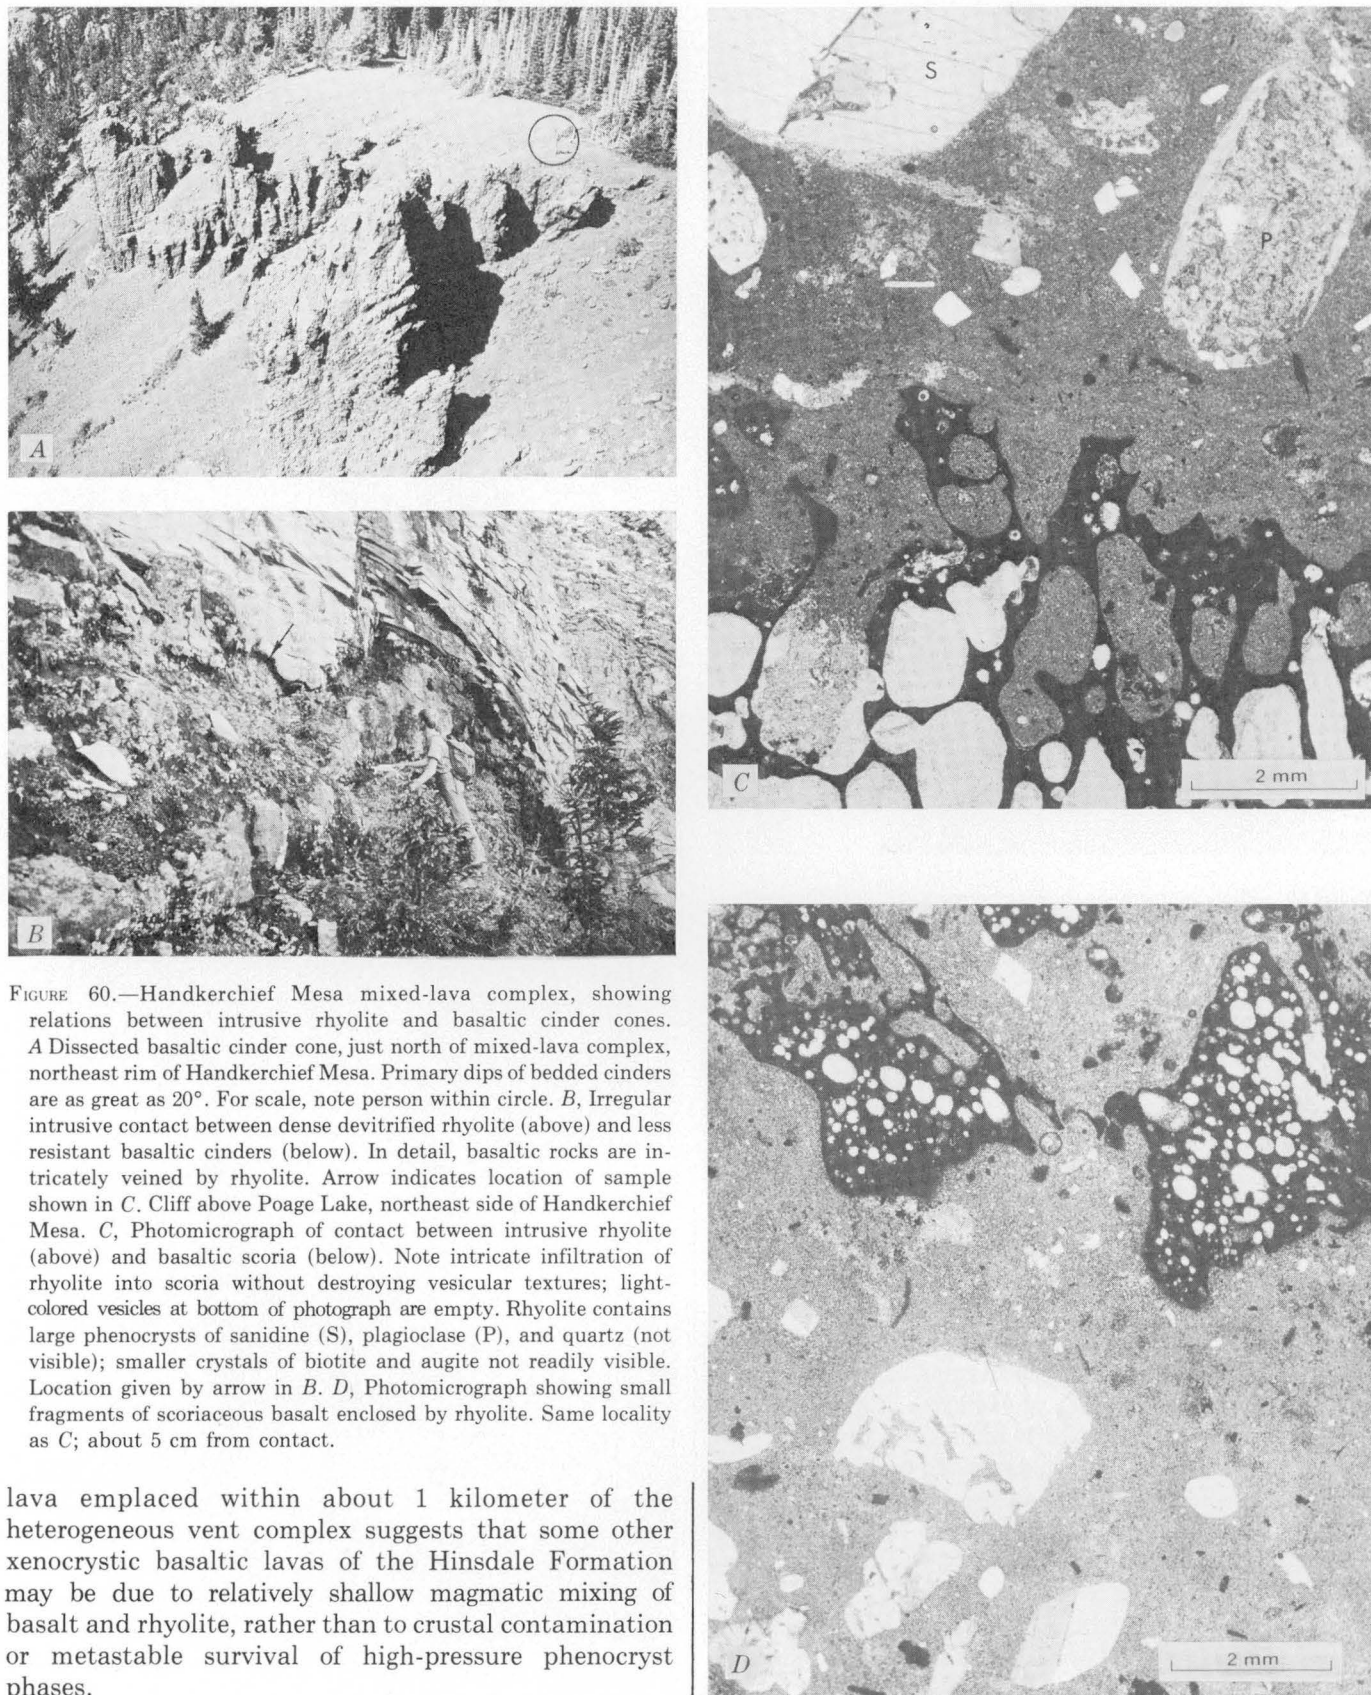 A
B
FIGURE 60.—Handkerchief Mesa mixed-lava complex, showing
relations between intrusive rhyolite and basaltic cinder cones.
A Dissected basaltic cinder cone, just north of mixed-lava complex,
northeast rim of Handkerchief Mesa. Primary dips of bedded cinders
are as great as 20°. For scale, note person within circle. B, Irregular
intrusive contact between dense devitrified rhyolite (above) and less
resistant basaltic cinders (below). In detail, basaltic rocks are in-
tricately veined by rhyolite. Arrow indicates location of sample
shown in C. Cliff above Poage Lake, northeast side of Handkerchief
Mesa. C, Photomicrograph of contact between intrusive rhyolite
(above) and basaltic scoria (below). Note intricate infiltration of
rhyolite into scoria without destroying vesicular textures; light-
colored vesicles at bottom of photograph are empty. Rhyolite contains
large phenocrysts of sanidine (S), plagioclase (P), and quartz (not
visible); smaller crystals of biotite and augite not readily visible.
Location given by arrow in B. D, Photomicrograph showing small
fragments of scoriaceous basalt enclosed by rhyolite. Same locality
as C; about 5 cm from contact.
lava emplaced within about 1 kilometer of the
heterogeneous vent complex suggests that some other
xenocrystic basaltic lavas of the Hinsdale Formation
may be due to relatively shallow magmatic mixing of
basalt and rhyolite, rather than to crustal contamination
or metastable survival of high-pressure phenocryst
phases.
S
P
C
2 mm
D
2 mm